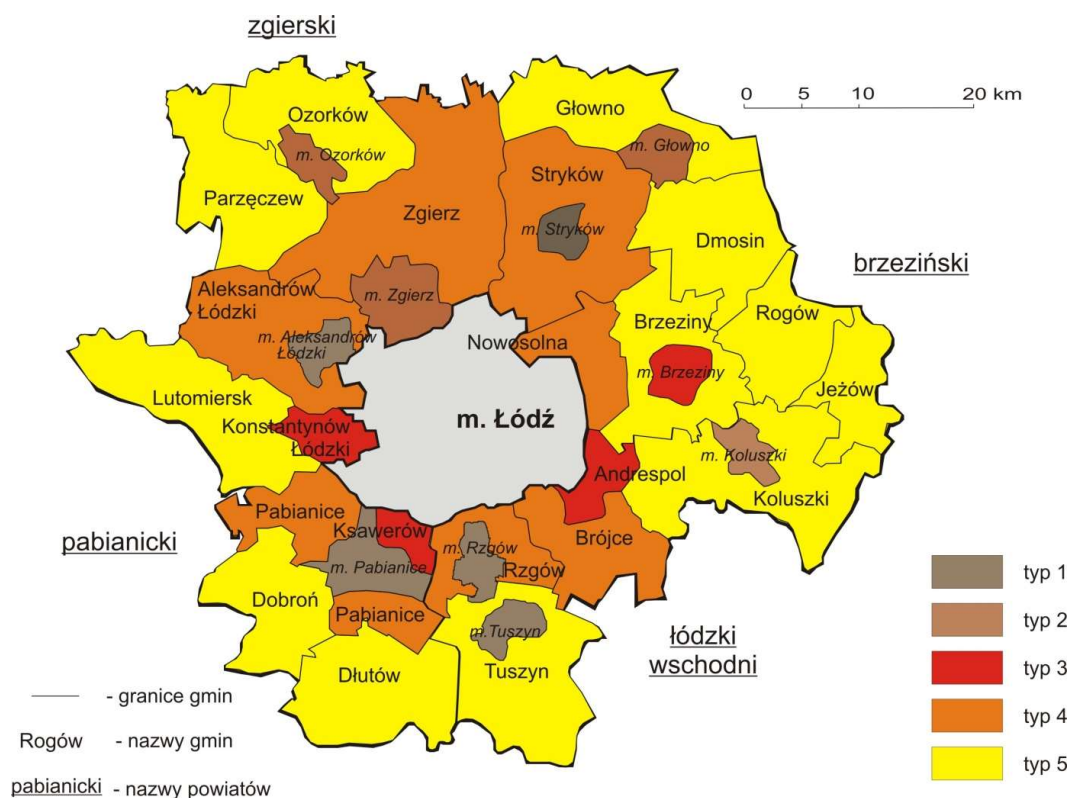 zgierski
0 5 10 20 km
Głowno
Ozorków
m. Głowno
m. Ozorków
Stryków
Parzęczew
Zgierz
m. Stryków
Dmosin
brzeziński
Aleksandrów
Łódzki
m. Zgierz
Rogów
Brzeziny
m. Aleksandrów
Łódzki
Nowosolna
m. Brzeziny
Jeżów
Lutomiersk
m. Łódź
Konstantynów
Łódzki
m. Koluszki
Andrespol
Koluszki
Pabianice
Ksawerów
Brójce
pabianicki
m. Rzgów
m. Pabianice
Rzgów
typ 1
Dobroń
Pabianice
typ 2
m.Tuszyn
łódzki
wschodni
Dłutów
Tuszyn
typ 3
- granice gmin
typ 4
Rogów - nazwy gmin
typ 5
pabianicki - nazwy powiatów